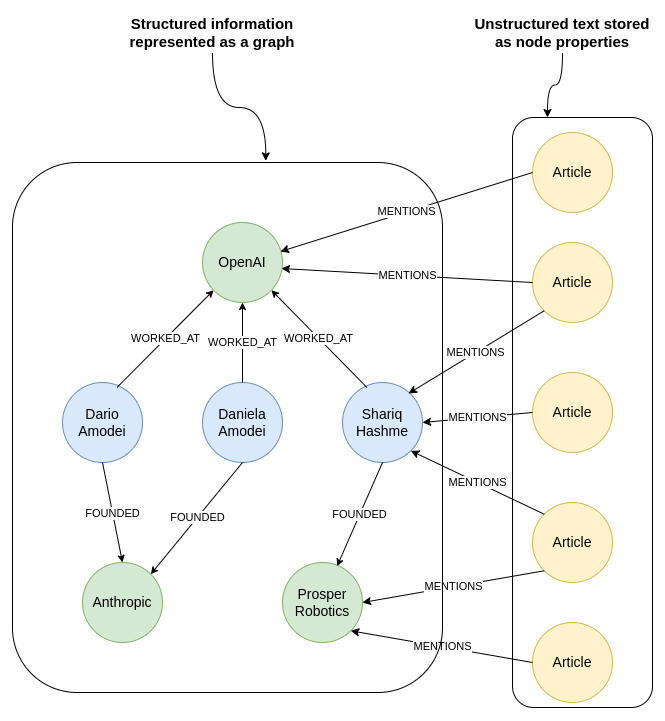 Structured information
represented as a graph
Unstructured text stored
as node properties
Article
MENTIONS
OpenAI
MENTIONS
Article
WORKED_AT
WORKED_AT
WORKED_AT
MENTIONS
Dario
Amodei
Daniela
Amodei
Shariq
Hashme
MENTIONS
Article
MENTIONS
FOUNDED
FOUNDED
FOUNDED
Article
MENTIONS
Anthropic
Prosper
Robotics
MENTIONS
Article